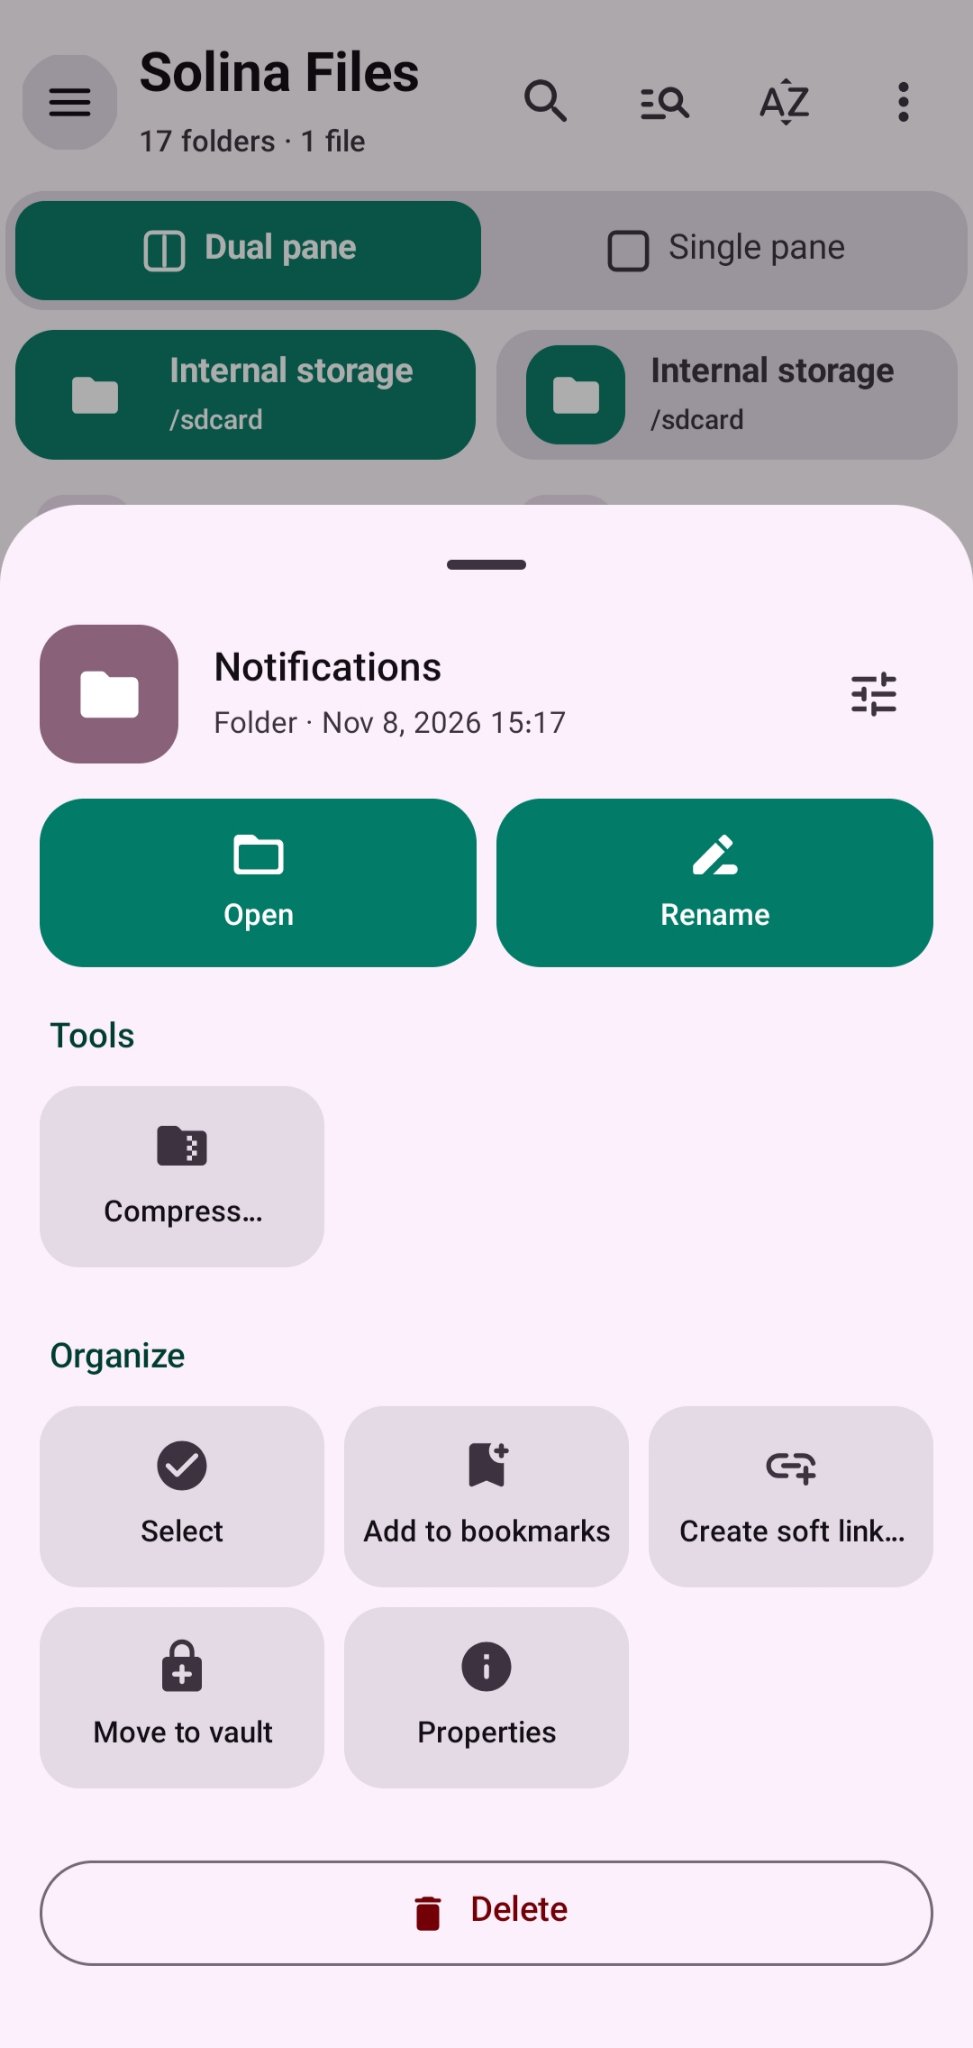 Solina Files
17 folders · 1 file
Dual pane
Single pane
Internal storage
/sdcard
Internal storage
/sdcard
Notifications
Folder · Nov 8, 2026 15:17
Open
Rename
Tools
Compress...
Organize
Select
Add to bookmarks
Create soft link...
Move to vault
Properties
Delete